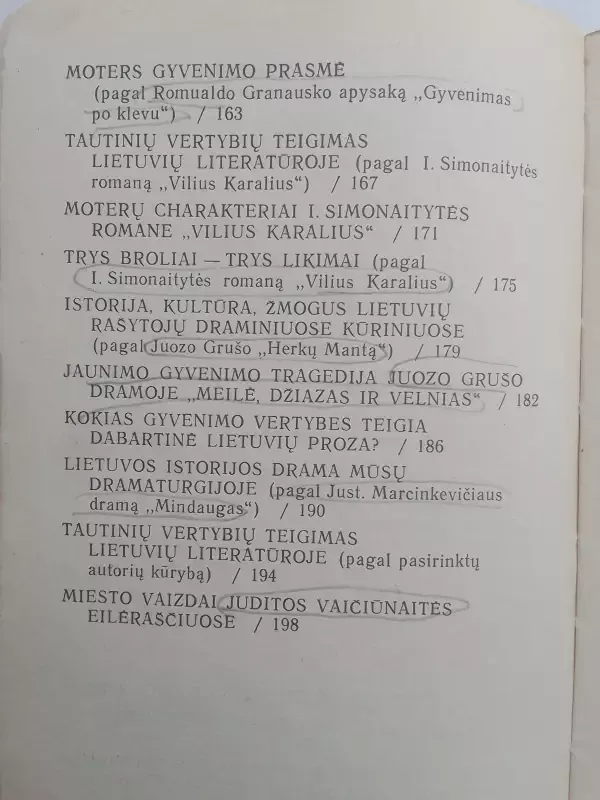 MOTERS GYVENIMO PRASMĖ
(pagal Romualdo Granausko apysaką „Gyvenimas
po klevu“) / 163
TAUTINIŲ VERTYBIŲ TEIGIMAS
LIETUVIŲ LITERATŪROJE (pagal I. Simonaitytės
romaną „Vilius Karalius“) / 167
MOTERŲ CHARAKTERIAI I. SIMONAITYTĖS
ROMANE „VILIUS KARALIUS“ / 171
TRYS BROLIAI — TRYS LIKIMAI (pagal
I. Simonaitytės romaną „Vilius Karalius“) / 175
ISTORIJA, KULTŪRA, ŽMOGUS LIETUVIŲ
RAŠYTOJŲ DRAMINIUOSE KŪRINIUOSE
(pagal Juozo Grušo „Herkų Mantą“) / 179
JAUNIMO GYVENIMO TRAGEDIJA JUOZO GRUŠO
DRAMOJE „MEILĖ, DŽIAZAS IR VELNIAS“ / 182
KOKIAS GYVENIMO VERTYBES TEIGIA
DABARTINĖ LIETUVIŲ PROZA? / 186
LIETUVOS ISTORIJOS DRAMA MŪSŲ
DRAMATURGIJOJE (pagal Just. Marcinkevičiaus
dramą „Mindaugas“) / 190
TAUTINIŲ VERTYBIŲ TEIGIMAS
LIETUVIŲ LITERATŪROJE (pagal pasirinktų
autorių kūrybą) / 194
MIESTO VAIZDAI JUDITOS VAIČIŪNAITĖS
EILĖRAŠČIUOSE / 198